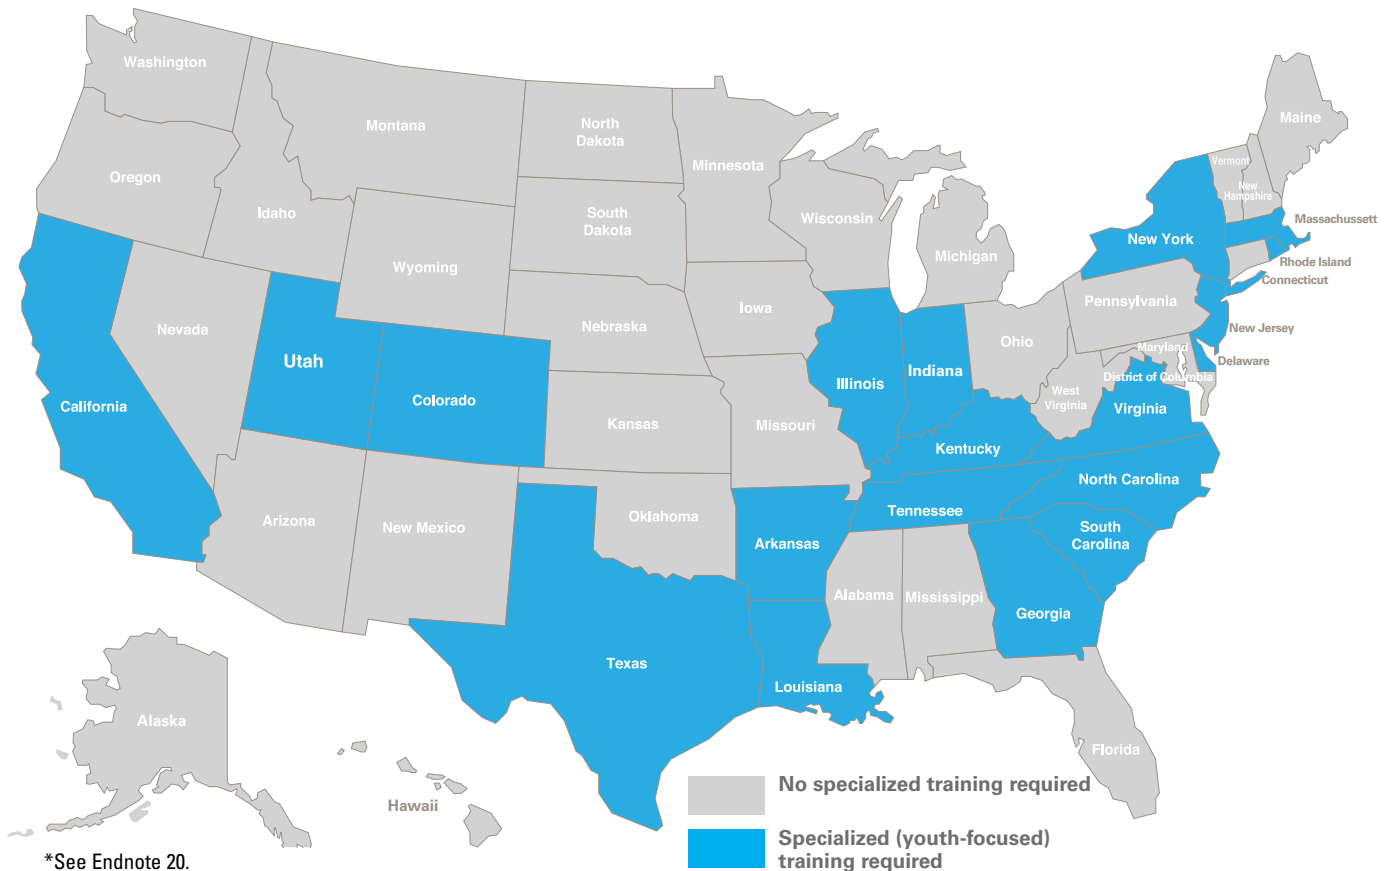 Washington
Montana
North
Dakota
Minnesota
Maine
Oregon
Idaho
Wyoming
South
Dakota
Wisconsin
Michigan
Vermont
New
Hampshire
New York
Massachussett
Rhode Island
Connecticut
Nevada
Utah
Colorado
Nebraska
Iowa
Illinois
Indiana
Ohio
Pennsylvania
New Jersey
Maryland
Delaware
District of Columbia
West
Virginia
Virginia
California
Kansas
Missouri
Kentucky
North Carolina
Arizona
New Mexico
Oklahoma
Arkansas
Tennessee
South
Carolina
Alabama
Mississippi
Georgia
Texas
Louisiana
Florida
Alaska
Hawaii
No specialized training required
Specialized (youth-focused)
training required
*See Endnote 20.